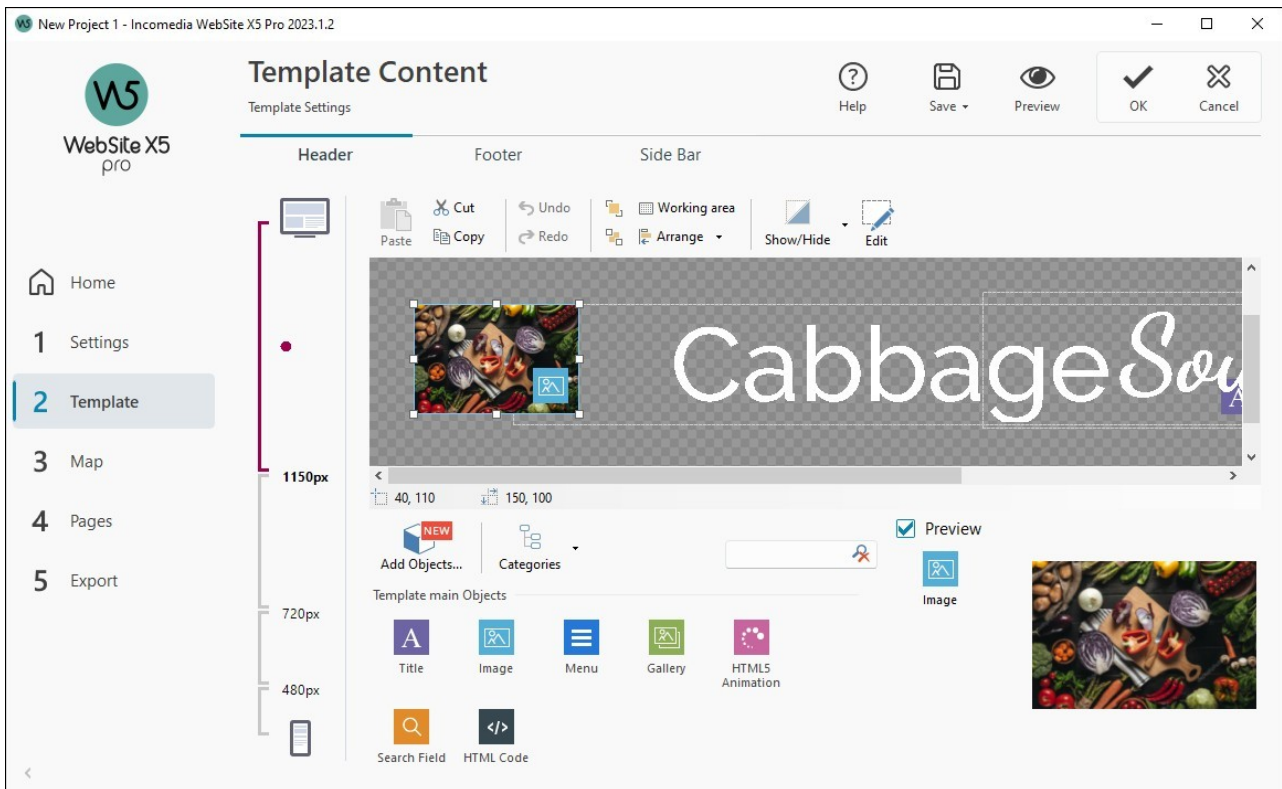 New Project 1 - Incomedia WebSite X5 Pro 2023.1.2
W5
WebSite X5
pro
Template Content
Template Settings
Help
Save
Preview
OK
Cancel
Header
Footer
Side Bar
Paste
Cut
Copy
Undo
Redo
Working area
Arrange
Show/Hide
Edit
Home
1 Settings
2 Template
3 Map
4 Pages
5 Export
1150px
720px
480px
Cabbage Sou
A
40, 110
150, 100
NEW
Add Objects...
Categories
Preview
Image
Template main Objects
A
Title
Image
Menu
Gallery
HTML5
Animation
Search Field
</>
HTML Code